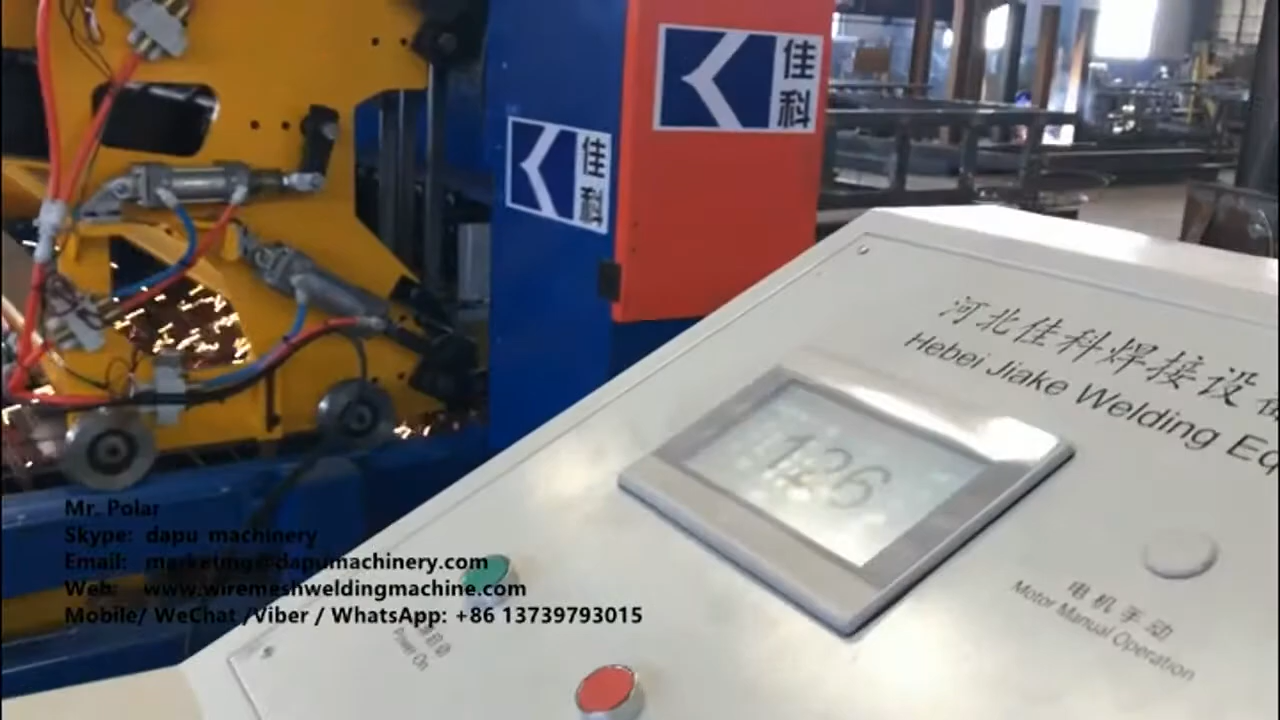 佳
科
佳
科
河北佳科焊接设
Hebei Jiake Welding Eq
126
电机手动
Motor Manual Operation
启动
Power On
Mr. Polar
Skype: dapu machinery
Email: marketing@dapumachinery.com
Web: www.wiremeshweldingmachine.com
Mobile/ WeChat /Viber / WhatsApp: +86 13739793015